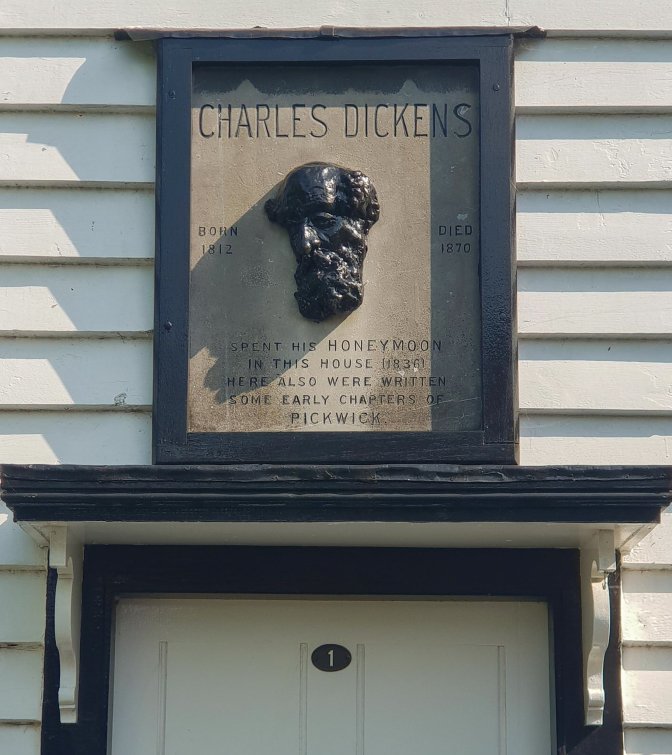 CHARLES DICKENS
BORN
1812
DIED
1870
SPENT HIS HONEYMOON
IN THIS HOUSE (1836)
HERE ALSO WERE WRITTEN
SOME EARLY CHAPTERS OF
PICKWICK.
1